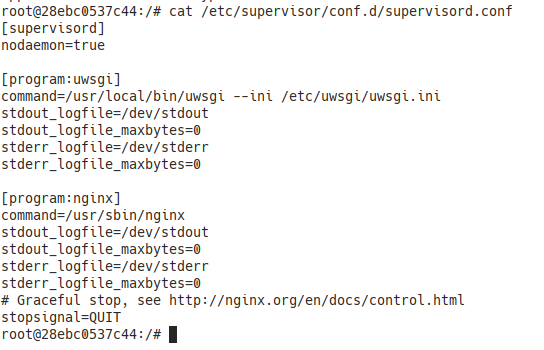 root@28ebc0537c44:/# cat /etc/supervisor/conf.d/supervisord.conf
[supervisord]
nodaemon=true

[program:uwsgi]
command=/usr/local/bin/uwsgi --ini /etc/uwsgi/uwsgi.ini
stdout_logfile=/dev/stdout
stdout_logfile_maxbytes=0
stderr_logfile=/dev/stderr
stderr_logfile_maxbytes=0

[program:nginx]
command=/usr/sbin/nginx
stdout_logfile=/dev/stdout
stdout_logfile_maxbytes=0
stderr_logfile=/dev/stderr
stderr_logfile_maxbytes=0
# Graceful stop, see http://nginx.org/en/docs/control.html
stopsignal=QUIT
root@28ebc0537c44:/#